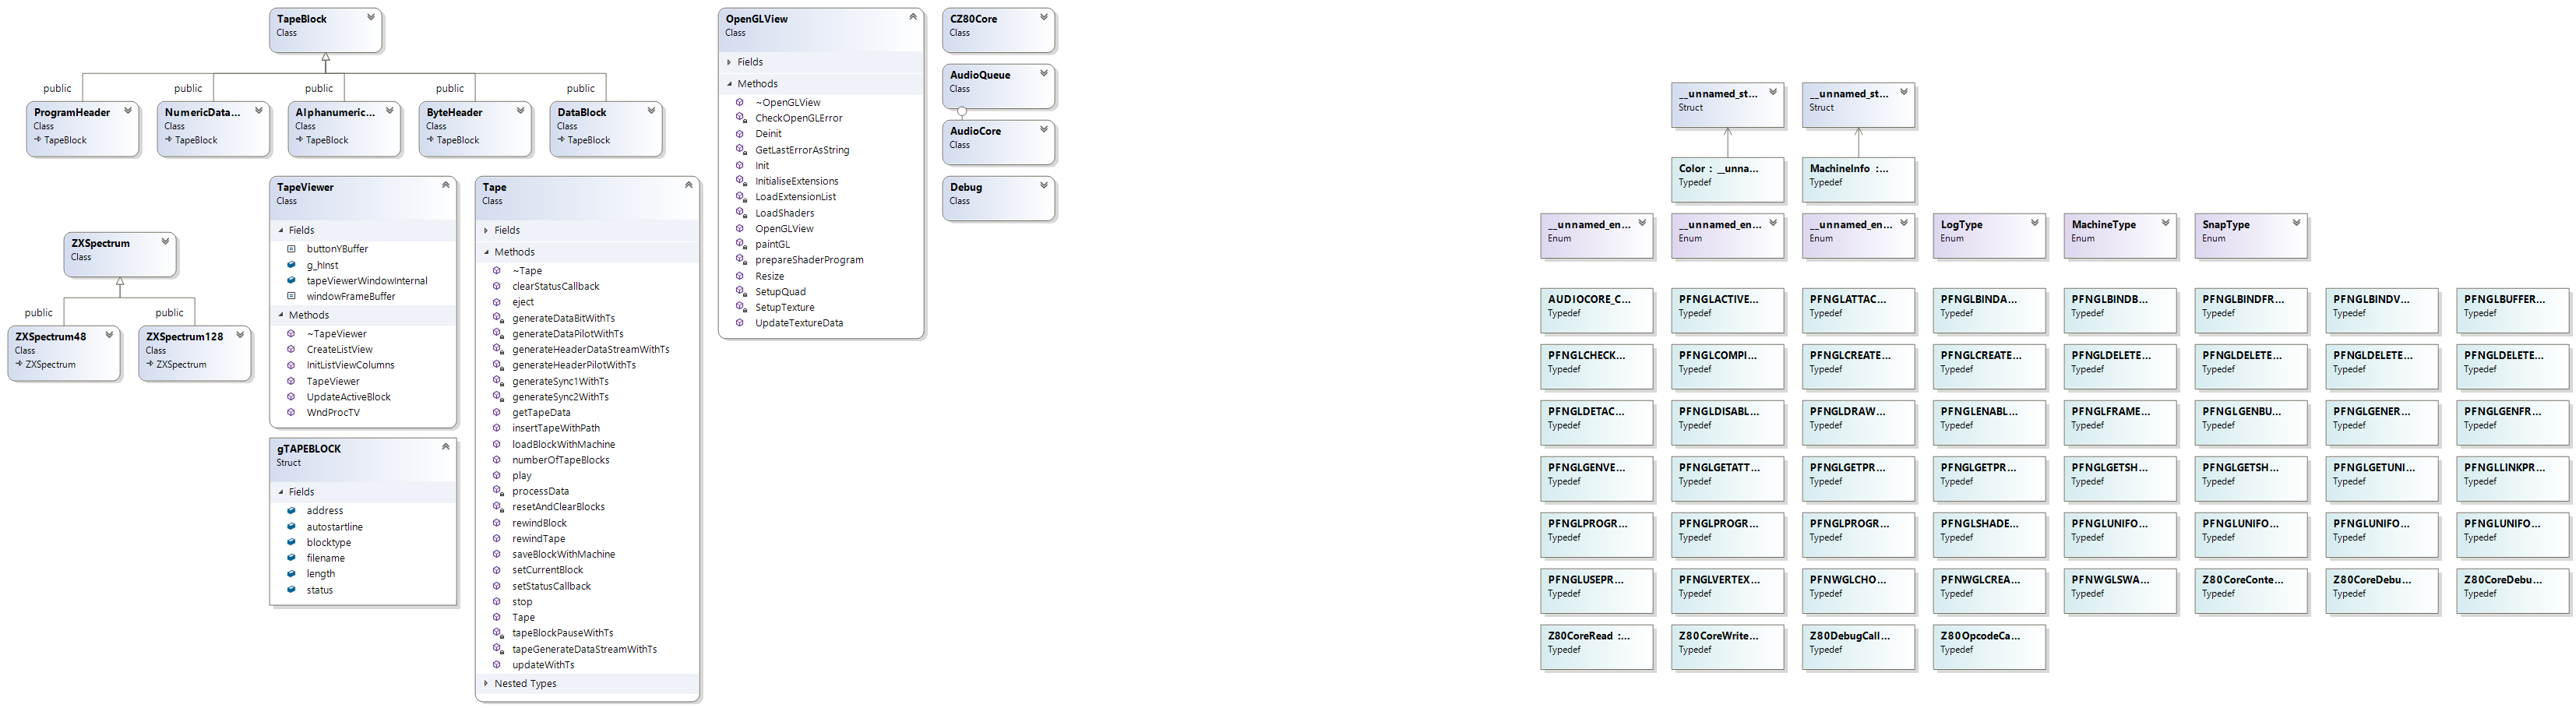 TapeBlock
Class
public
public
public
public
public
ProgramHeader
Class
TapeBlock
NumericData...
Class
TapeBlock
Alphanumeric...
Class
TapeBlock
ByteHeader
Class
TapeBlock
DataBlock
Class
TapeBlock
ZXSpectrum
Class
public
public
ZXSpectrum48
Class
ZXSpectrum
ZXSpectrum128
Class
ZXSpectrum
TapeViewer
Class
Fields
buttonYBuffer
g_hInst
tapeViewerWindowInternal
windowFrameBuffer
Methods
~TapeViewer
CreateListView
InitListViewColumns
TapeViewer
UpdateActiveBlock
WndProcTV
gTAPEBLOCK
Struct
Fields
address
autostartline
blocktype
filename
length
status
Tape
Class
Fields
Methods
~Tape
clearStatusCallback
eject
generateDataBitWithTs
generateDataPilotWithTs
generateHeaderDataStreamWithTs
generateHeaderPilotWithTs
generateSync1WithTs
generateSync2WithTs
getTapeData
insertTapeWithPath
loadBlockWithMachine
numberOfTapeBlocks
play
processData
resetAndClearBlocks
rewindBlock
rewindTape
saveBlockWithMachine
setCurrentBlock
setStatusCallback
stop
Tape
tapeBlockPauseWithTs
tapeGenerateDataStreamWithTs
updateWithTs
Nested Types
OpenGLView
Class
Fields
Methods
~OpenGLView
CheckOpenGLError
Deinit
GetLastErrorAsString
Init
InitialiseExtensions
LoadExtensionList
LoadShaders
OpenGLView
paintGL
prepareShaderProgram
Resize
SetupQuad
SetupTexture
UpdateTextureData
CZ80Core
Class
AudioQueue
Class
AudioCore
Class
Debug
Class
__unnamed_st...
Struct
__unnamed_st...
Struct
Color : __unna...
Typedef
MachineInfo :...
Typedef
__unnamed_en...
Enum
__unnamed_en...
Enum
__unnamed_en...
Enum
LogType
Enum
MachineType
Enum
SnapType
Enum
AUDIOCORE_C...
Typedef
PFNGLACTIVE...
Typedef
PFNGLATTAC...
Typedef
PFNGLBINDA...
Typedef
PFNGLBINDB...
Typedef
PFNGLBINDFR...
Typedef
PFNGLBINDV...
Typedef
PFNGLBUFFER...
Typedef
PFNGLCHECK...
Typedef
PFNGLCOMPI...
Typedef
PFNGLCREATE...
Typedef
PFNGLCREATE...
Typedef
PFNGLDELETE...
Typedef
PFNGLDELETE...
Typedef
PFNGLDELETE...
Typedef
PFNGLDELETE...
Typedef
PFNGLDETAC...
Typedef
PFNGLDISABL...
Typedef
PFNGLDRAW...
Typedef
PFNGLENABL...
Typedef
PFNGLFRAME...
Typedef
PFNGLGENBU...
Typedef
PFNGLGENER...
Typedef
PFNGLGENFR...
Typedef
PFNGLGENVE...
Typedef
PFNGLGETATT...
Typedef
PFNGLGETPR...
Typedef
PFNGLGETPR...
Typedef
PFNGLGETSH...
Typedef
PFNGLGETSH...
Typedef
PFNGLGETUNI...
Typedef
PFNGLLINKPR...
Typedef
PFNGLPROGR...
Typedef
PFNGLPROGR...
Typedef
PFNGLPROGR...
Typedef
PFNGLSHADE...
Typedef
PFNGLUNIFO...
Typedef
PFNGLUNIFO...
Typedef
PFNGLUNIFO...
Typedef
PFNGLUNIFO...
Typedef
PFNGLUSEPR...
Typedef
PFNGLVERTEX...
Typedef
PFNWGLCHO...
Typedef
PFNWGLCREA...
Typedef
PFNWGLSWA...
Typedef
Z80CoreConte...
Typedef
Z80CoreDebu...
Typedef
Z80CoreDebu...
Typedef
Z80CoreRead :...
Typedef
Z80CoreWrite...
Typedef
Z80DebugCall...
Typedef
Z80OpcodeCa...
Typedef